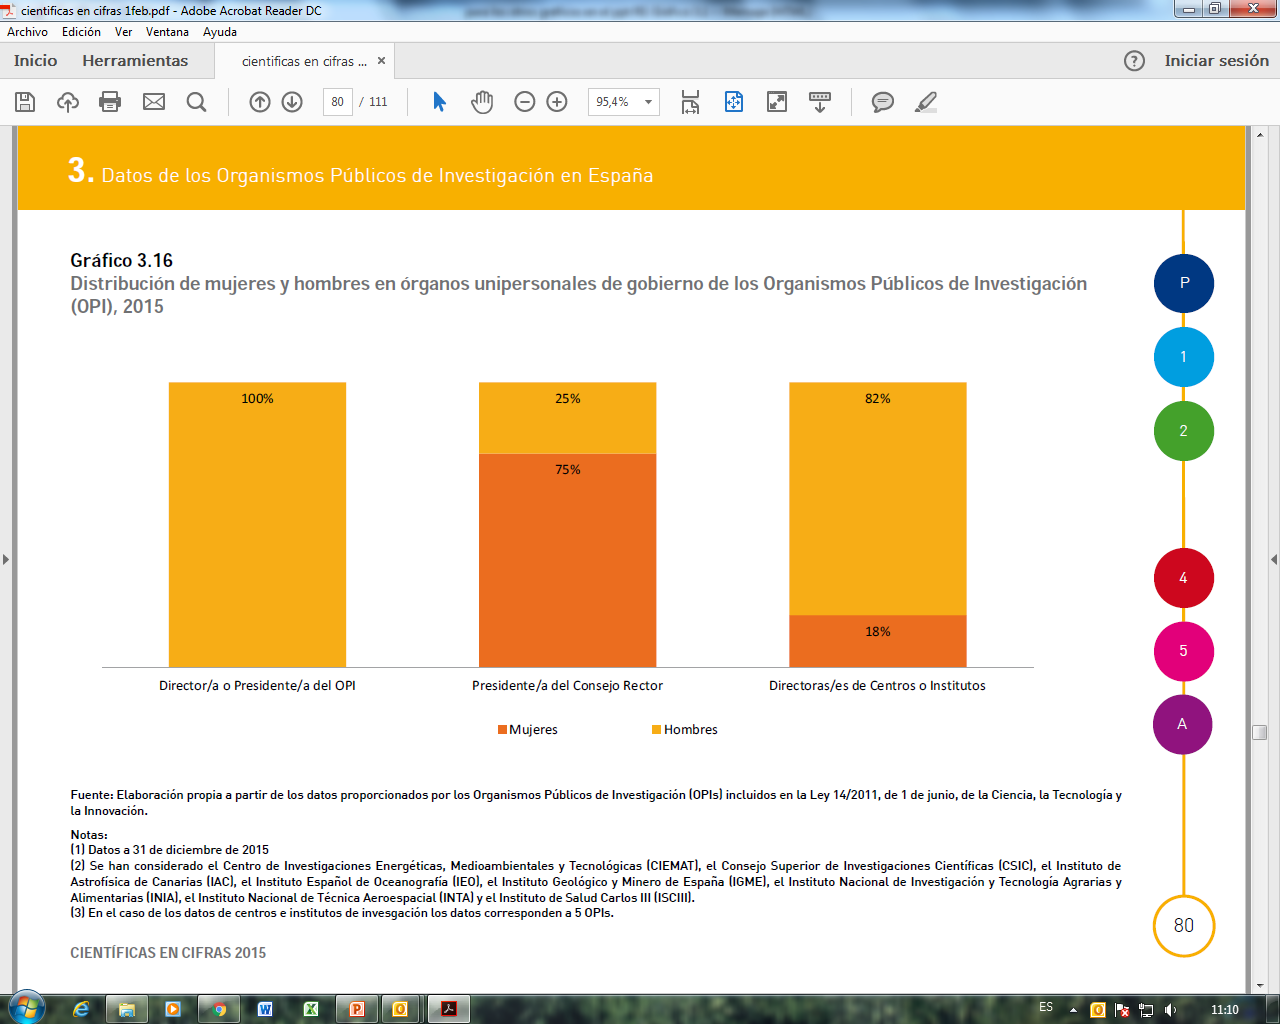 cientificas en cifras 1feb.pdf - Adobe Acrobat Reader DC
Archivo Edición Ver Ventana Ayuda
Inicio Herramientas cientificas en cifras ... × ? Iniciar sesión
80 / 111 95,4%
3. Datos de los Organismos Públicos de Investigación en España
Gráfico 3.16
Distribución de mujeres y hombres en órganos unipersonales de gobierno de los Organismos Públicos de Investigación
(OPI), 2015
P
1
2
4
5
A
100% 25% 82%
75%
18%
Director/a o Presidente/a del OPI Presidente/a del Consejo Rector Directoras/es de Centros o Institutos
Mujeres Hombres
Fuente: Elaboración propia a partir de los datos proporcionados por los Organismos Públicos de Investigación (OPIs) incluidos en la Ley 14/2011, de 1 de junio, de la Ciencia, la Tecnología y
la Innovación.
Notas:
(1) Datos a 31 de diciembre de 2015
(2) Se han considerado el Centro de Investigaciones Energéticas, Medioambientales y Tecnológicas (CIEMAT), el Consejo Superior de Investigaciones Científicas (CSIC), el Instituto de
Astrofísica de Canarias (IAC), el Instituto Español de Oceanografía (IEO), el Instituto Geológico y Minero de España (IGME), el Instituto Nacional de Investigación y Tecnología Agrarias y
Alimentarias (INIA), el Instituto Nacional de Técnica Aeroespacial (INTA) y el Instituto de Salud Carlos III (ISCIII).
(3) En el caso de los datos de centros e institutos de invesgación los datos corresponden a 5 OPIs.
80
CIENTÍFICAS EN CIFRAS 2015
ES 11:10